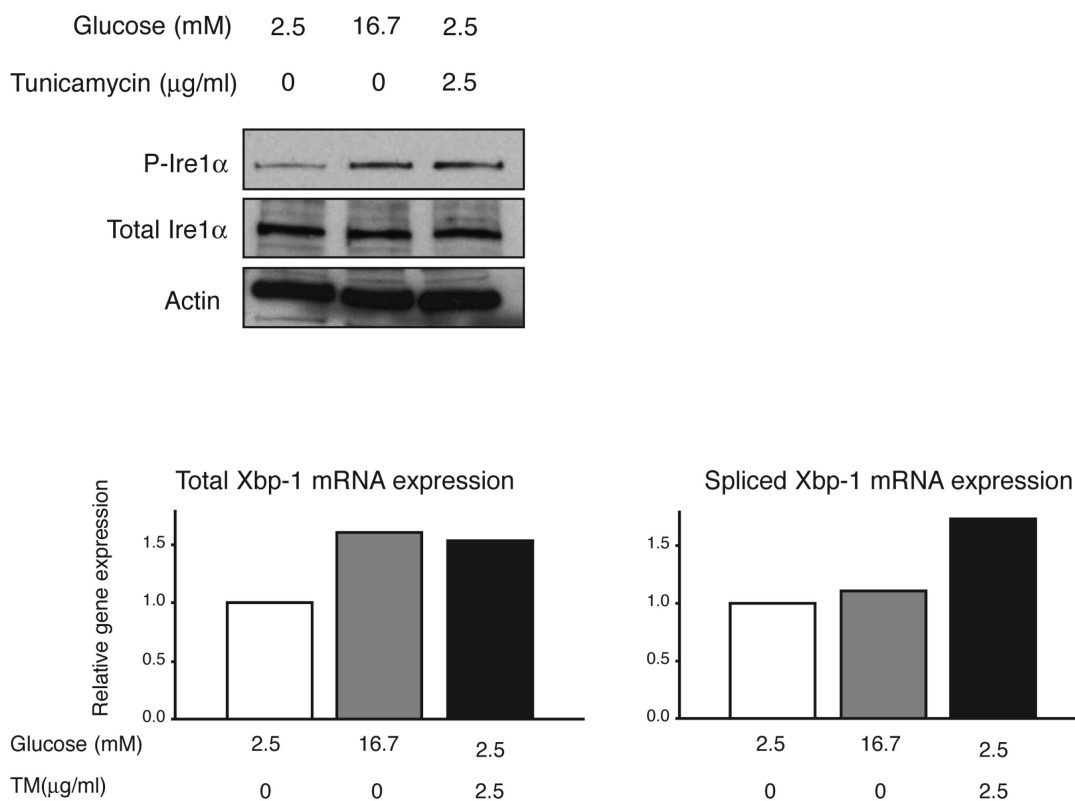 Glucose (mM) 2.5 16.7 2.5
Tunicamycin (μg/ml) 0 0 2.5
P-Ire1α
Total Ire1α
Actin
Total Xbp-1 mRNA expression
Relative gene expression
1.5
1.0
0.5
0.0
Spliced Xbp-1 mRNA expression
1.5
1.0
0.5
0.0
Glucose (mM) 2.5 16.7 2.5 2.5 16.7 2.5
TM(μg/ml) 0 0 2.5 0 0 2.5